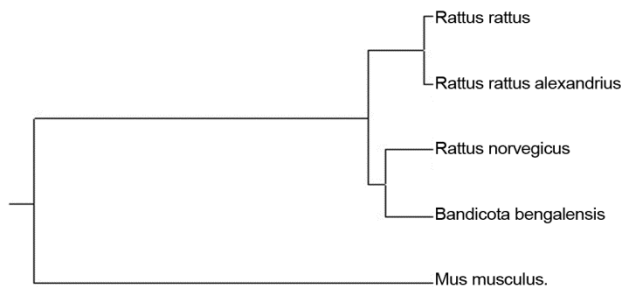 Rattus rattus
Rattus rattus alexandrius
Rattus norvegicus
Bandicota bengalensis
Mus musculus.